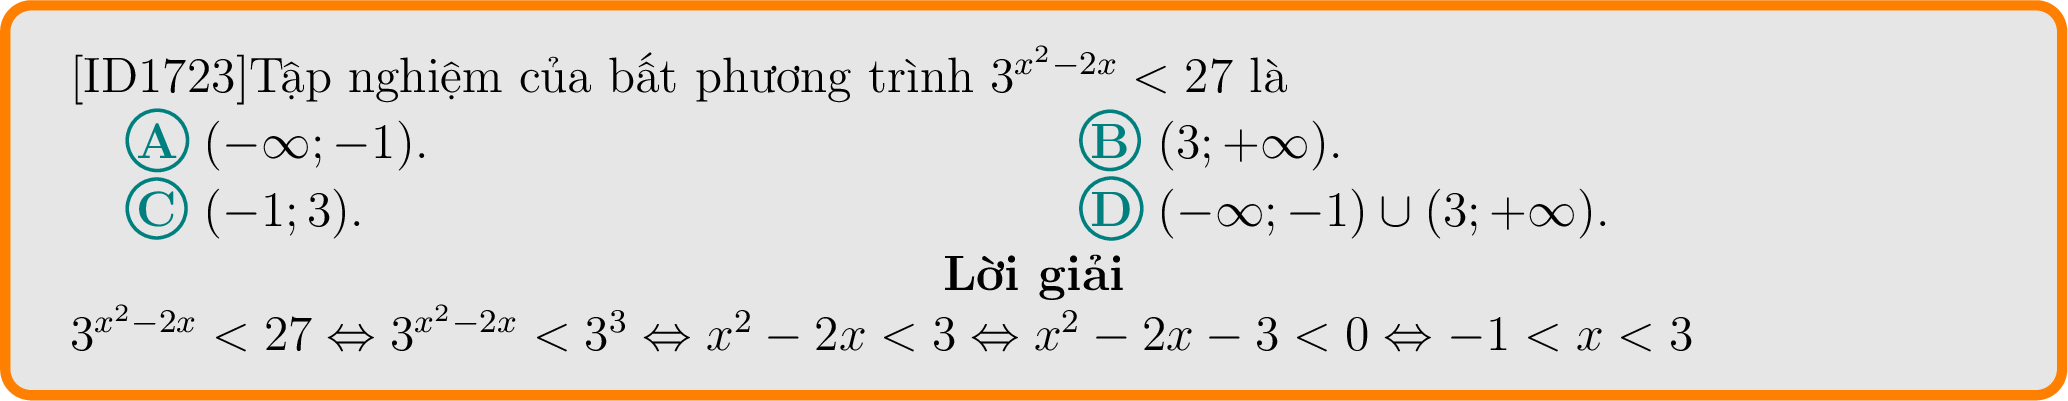 [ID1723]Tập nghiệm của bất phương trình $3^{x^2-2x} < 27$ là
Ⓐ $(-\infty; -1)$. Ⓑ $(3; +\infty)$.
Ⓒ $(-1; 3)$. Ⓓ $(-\infty; -1) \cup (3; +\infty)$.
Lời giải
$3^{x^2-2x} < 27 \Leftrightarrow 3^{x^2-2x} < 3^3 \Leftrightarrow x^2 - 2x < 3 \Leftrightarrow x^2 - 2x - 3 < 0 \Leftrightarrow -1 < x < 3$